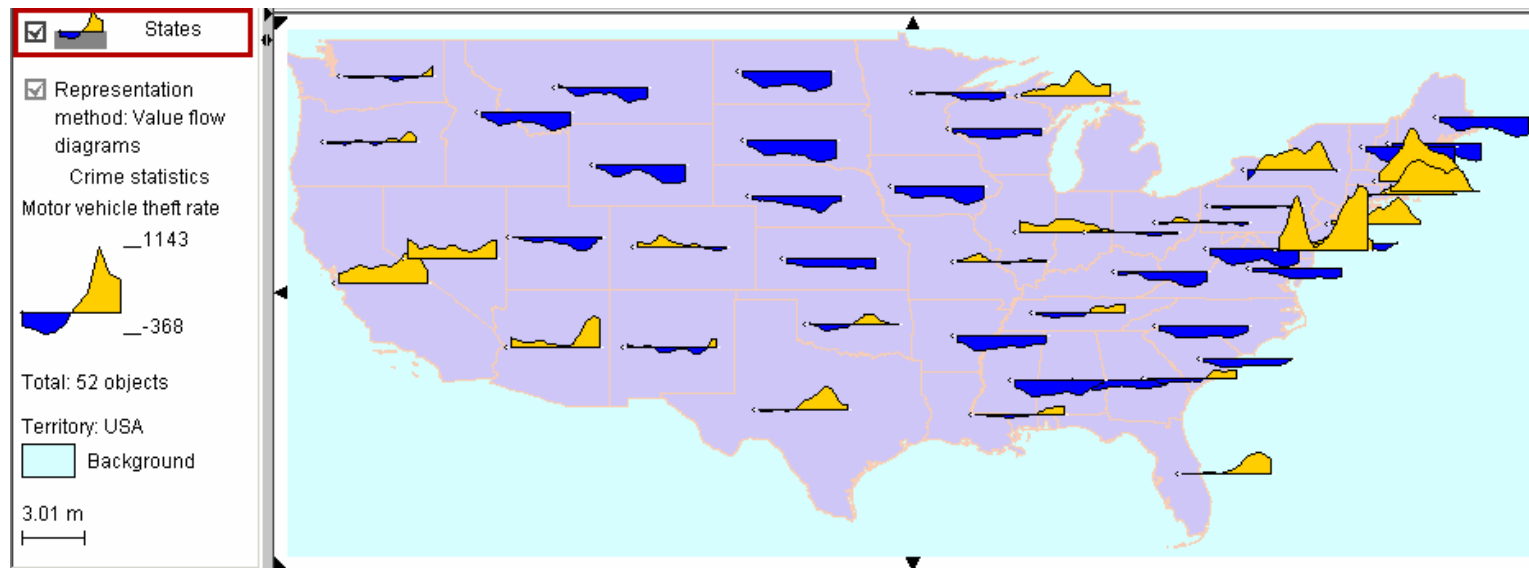 States
Representation
method: Value flow
diagrams
Crime statistics
Motor vehicle theft rate
__1143
__-368
Total: 52 objects
Territory: USA
Background
3.01 m